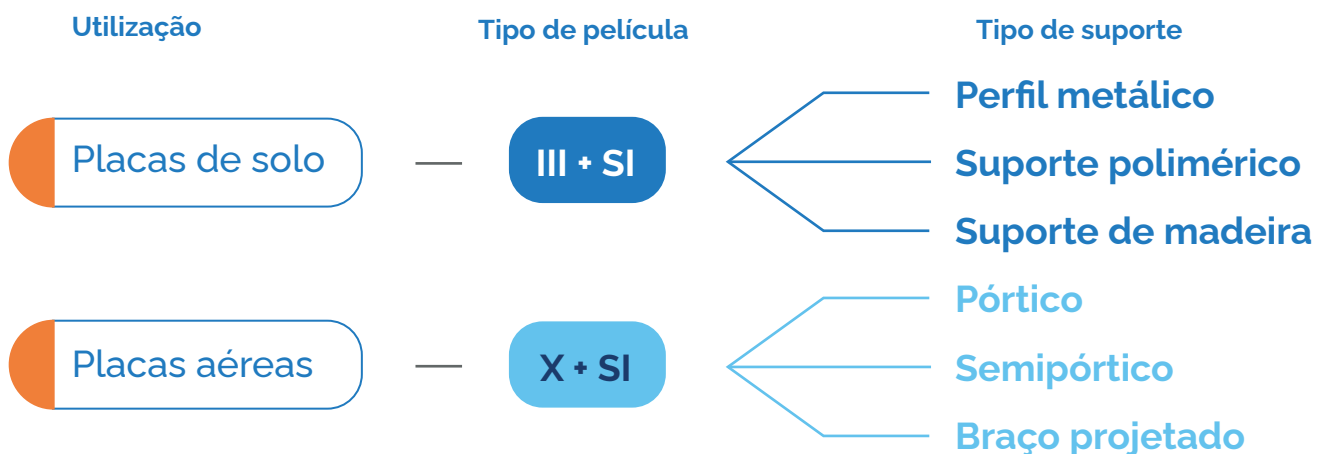 Utilização
Tipo de película
Tipo de suporte
Placas de solo
III + SI
Perfil metálico
Suporte polimérico
Suporte de madeira
Placas aéreas
X + SI
Pórtico
Semipórtico
Braço projetado